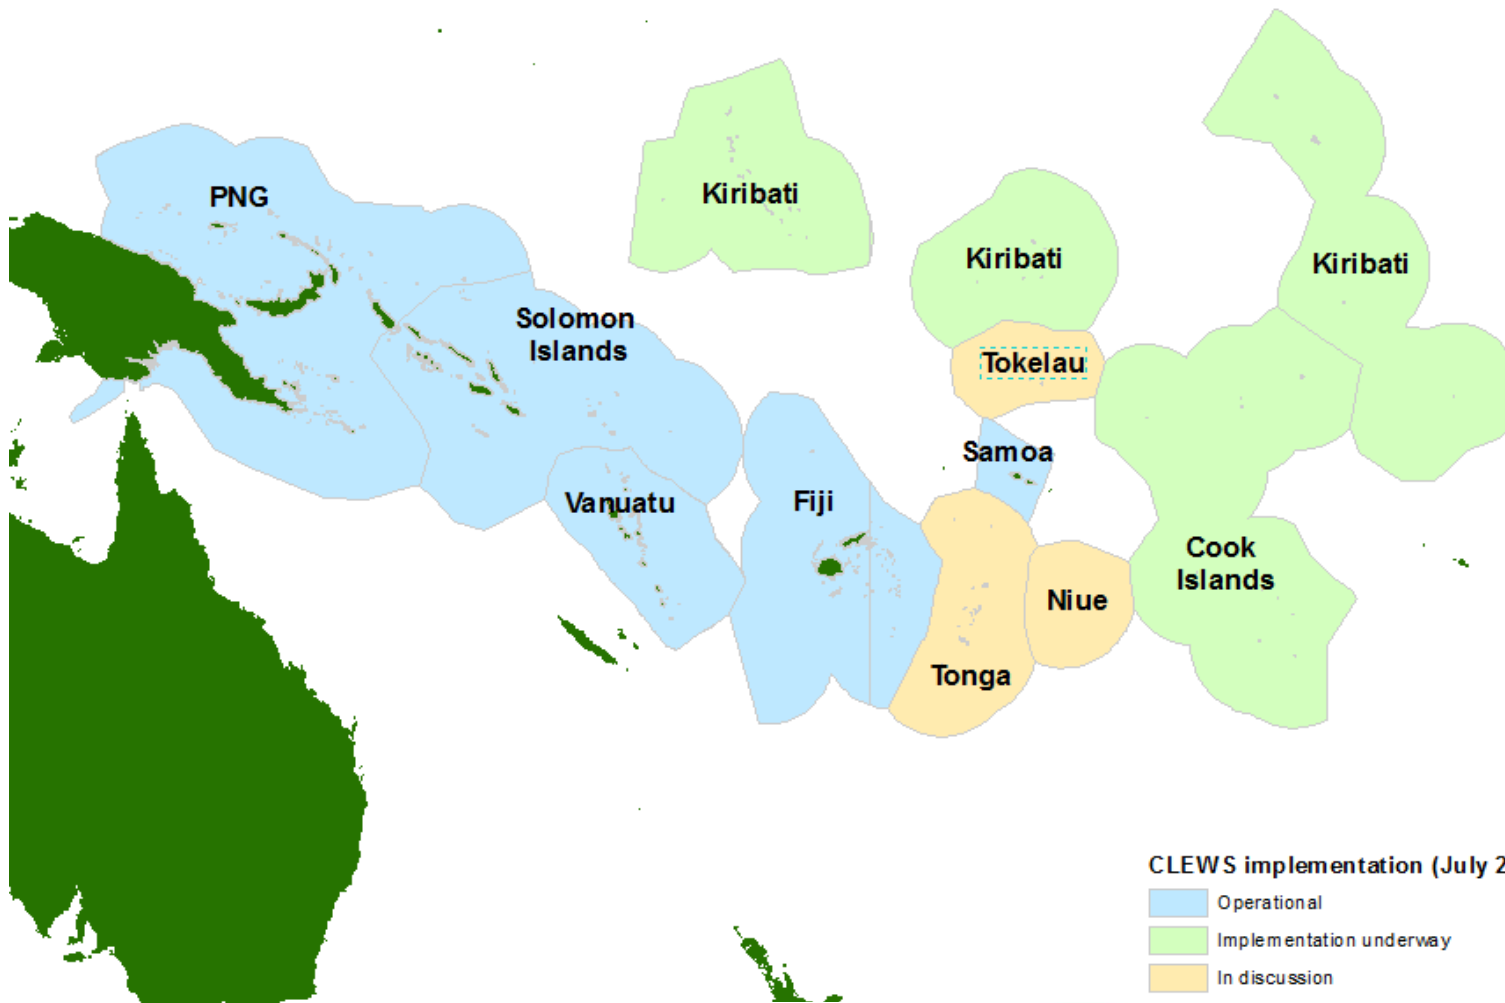 PNG
Kiribati
Kiribati
Kiribati
Solomon
Islands
Tokelau
Samoa
Vanuatu
Fiji
Cook
Islands
Niue
Tonga
CLEWS implementation (July 2
Operational
Implementation underway
In discussion